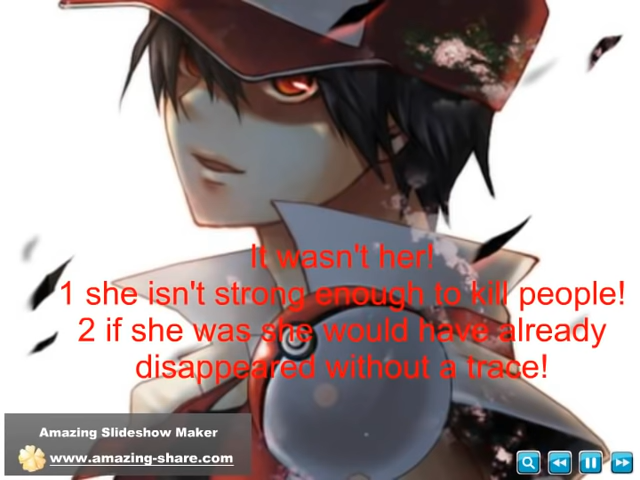 It wasn't her!
1 she isn't strong enough to kill people!
2 if she was she would have already
disappeared without a trace!
Amazing Slideshow Maker
www.amazing-share.com